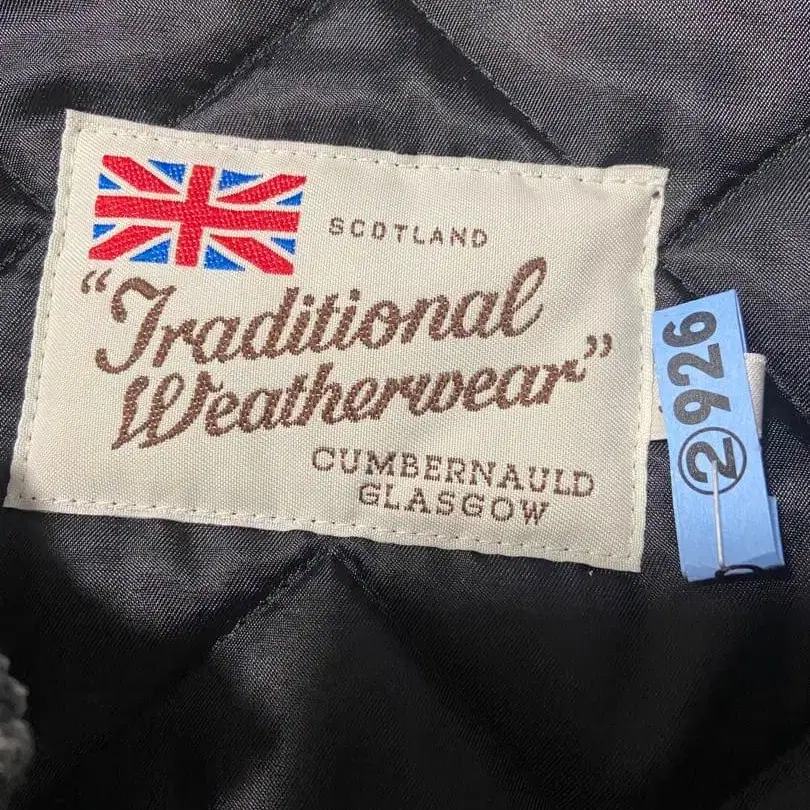 SCOTLAND
"Traditional
Weatherwear"
CUMBERNAULD
GLASGOW
②926